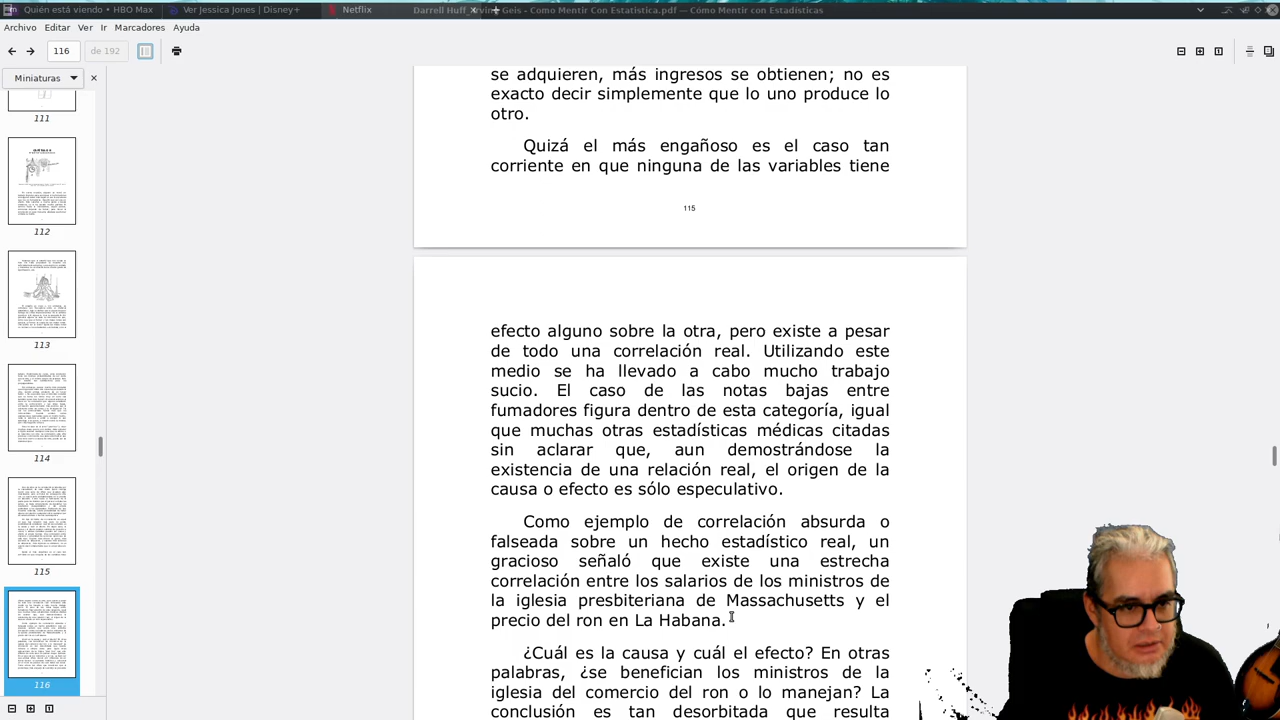 Quién está viendo • HBO Max
Ver Jessica Jones | Disney+
Netflix
Darrell Huff
Geis - Como Mentir Con Estatistica.pdf — Cómo Mentir con Estadísticas
Archivo Editar Ver Ir Marcadores Ayuda
116 de 192
Miniaturas
111
112
113
114
115
116
se adquieren, más ingresos se obtienen; no es
exacto decir simplemente que lo uno produce lo
otro.
Quizá el más engañoso es el caso tan
corriente en que ninguna de las variables tiene
115
efecto alguno sobre la otra, pero existe a pesar
de todo una correlación real. Utilizando este
medio se ha llevado a cabo mucho trabajo
sucio. El caso de las notas bajas entre
fumadores figura dentro de esta categoría, igual
que muchas otras estadísticas médicas citadas
sin aclarar que, aun demostrándose la
existencia de una relación real, el origen de la
causa o efecto es sólo especulativo.
Como ejemplo de correlación absurda o
falseada sobre un hecho estadístico real, un
gracioso señaló que existe una estrecha
correlación entre los salarios de los ministros de
la iglesia presbiteriana de Massachusetts y el
precio del ron en La Habana.
¿Cuál es la causa y cuál el efecto? En otras
palabras, ¿se benefician los ministros de la
iglesia del comercio del ron o lo manejan? La
conclusión es tan desorbitada que resulta